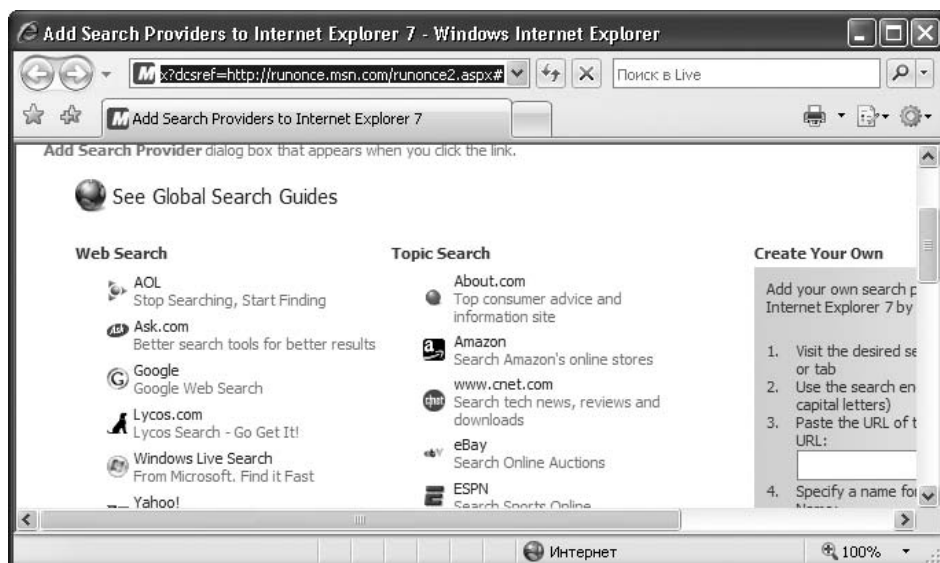 Add Search Providers to Internet Explorer 7 - Windows Internet Explorer
x?dcsref=http://runonce.msn.com/runonce2.aspx#
Поиск в Live
Add Search Providers to Internet Explorer 7
Add Search Provider dialog box that appears when you click the link.
See Global Search Guides
Web Search
AOL
Stop Searching, Start Finding
Ask.com
Better search tools for better results
Google
Google Web Search
Lycos.com
Lycos Search - Go Get It!
Windows Live Search
From Microsoft. Find it Fast
Yahoo!
Topic Search
About.com
Top consumer advice and
information site
Amazon
Search Amazon's online stores
www.cnet.com
Search tech news, reviews and
downloads
eBay
Search Online Auctions
ESPN
Search Sports Online
Create Your Own
Add your own search p
Internet Explorer 7 by
1. Visit the desired se
or tab
2. Use the search en
capital letters)
3. Paste the URL of t
URL:
4. Specify a name for
Name:
Интернет
100%